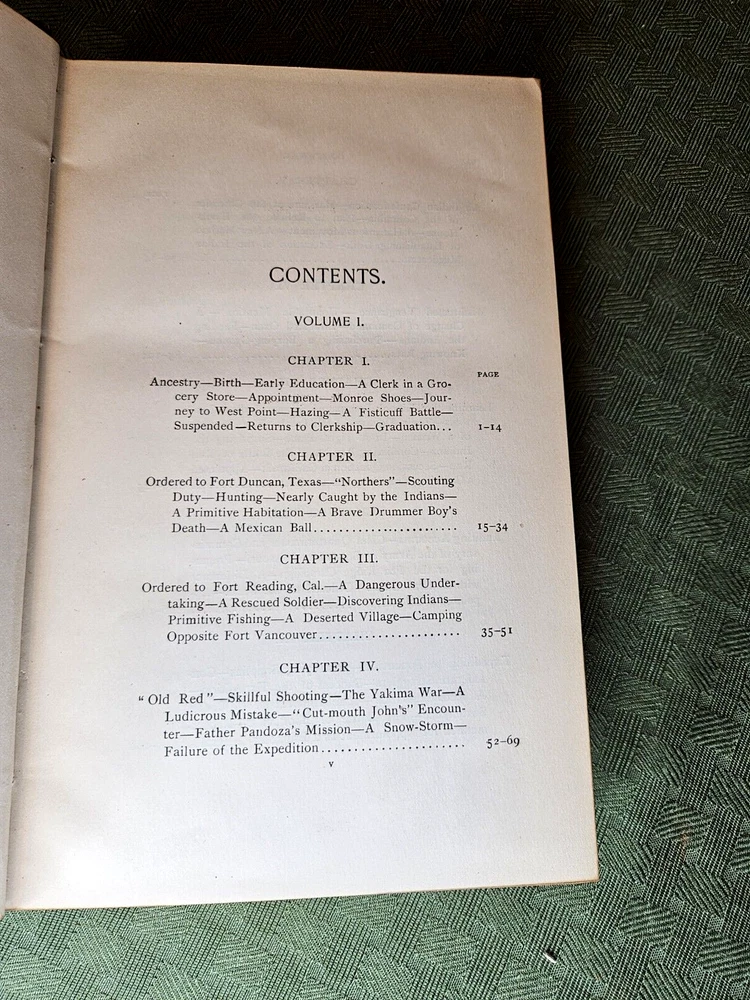 CONTENTS.
VOLUME I.
CHAPTER I.
PAGE
Ancestry—Birth—Early Education—A Clerk in a Gro-
cery Store—Appointment—Monroe Shoes—Jour-
ney to West Point—Hazing—A Fisticuff Battle—
Suspended—Returns to Clerkship—Graduation... 1-14
CHAPTER II.
Ordered to Fort Duncan, Texas—"Northers"—Scouting
Duty—Hunting—Nearly Caught by the Indians—
A Primitive Habitation—A Brave Drummer Boy's
Death—A Mexican Ball........................ 15-34
CHAPTER III.
Ordered to Fort Reading, Cal.—A Dangerous Under-
taking—A Rescued Soldier—Discovering Indians—
Primitive Fishing—A Deserted Village—Camping
Opposite Fort Vancouver...................... 35-51
CHAPTER IV.
"Old Red"—Skillful Shooting—The Yakima War—A
Ludicrous Mistake—"Cut-mouth John's" Encoun-
ter—Father Pandoza's Mission—A Snow-Storm—
Failure of the Expedition...................... 52-69
v